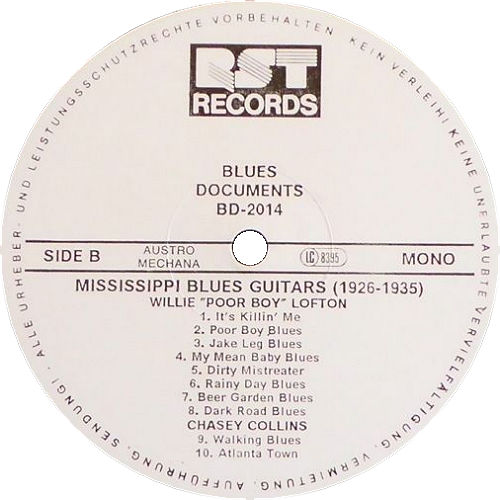 - ALLE URHEBER- UND LEISTUNGSSCHUTZRECHTE VORBEHALTEN  KEIN VERLEIH! KEINE UNERLAUBTE VERVIELFÄLTIGUNG, VERMIETUNG, AUFFÜHRUNG, SENDUNG!
RST
RECORDS
BLUES
DOCUMENTS
BD-2014
SIDE B
AUSTRO
MECHANA
LC 8395
MONO
MISSISSIPPI BLUES GUITARS (1926-1935)
WILLIE "POOR BOY" LOFTON
1. It's Killin' Me
2. Poor Boy Blues
3. Jake Leg Blues
4. My Mean Baby Blues
5. Dirty Mistreater
6. Rainy Day Blues
7. Beer Garden Blues
8. Dark Road Blues
CHASEY COLLINS
9. Walking Blues
10. Atlanta Town